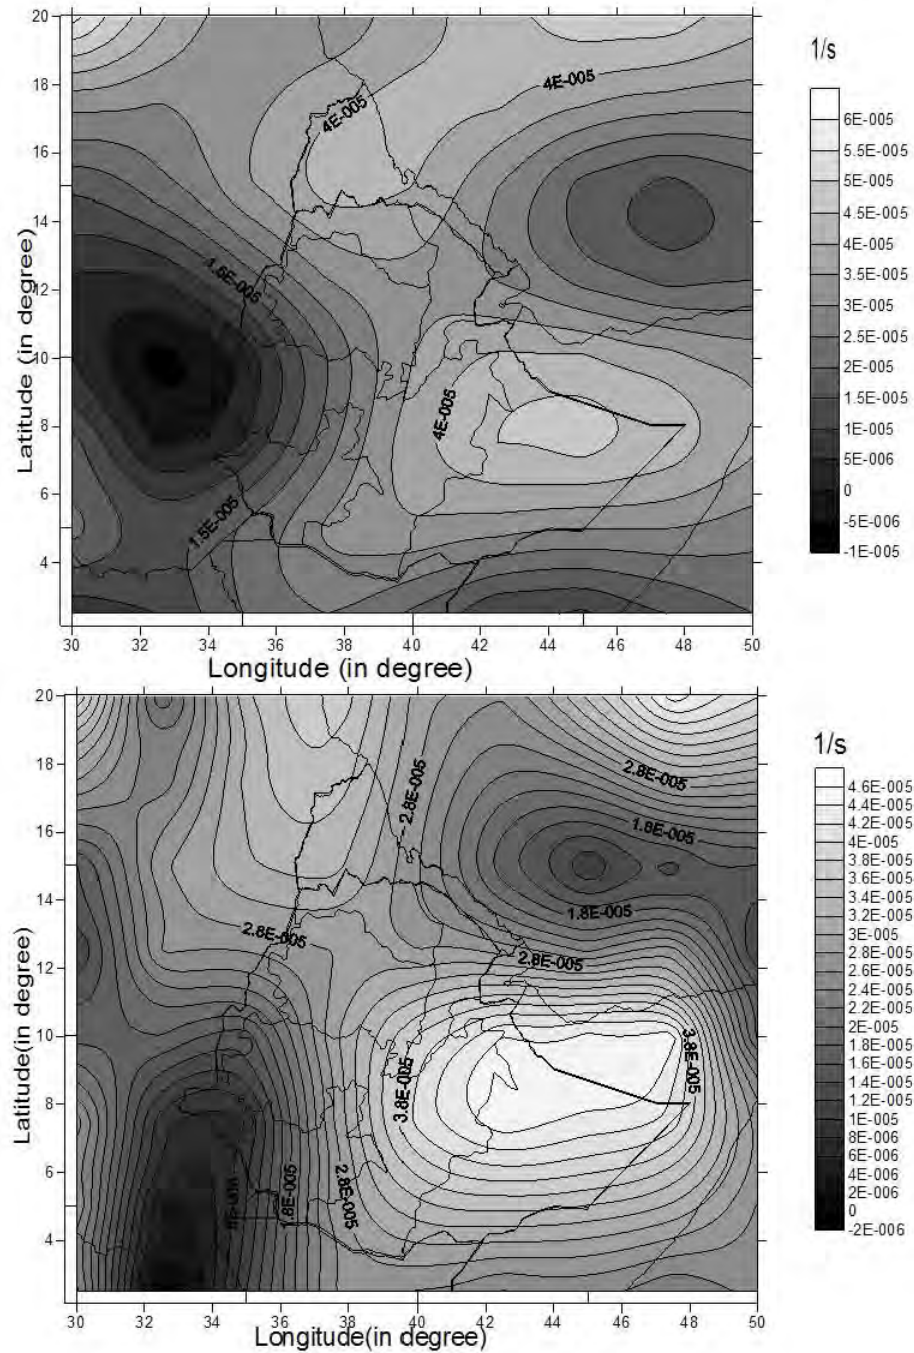 20
18
16
14
12
10
8
6
4
Latitude (in degree)
30 32 34 36 38 40 42 44 46 48 50
Longitude (in degree)
4E-005
4E-005
1.5E-005
4E-005
1.5E-005
1/s
6E-005
5.5E-005
5E-005
4.5E-005
4E-005
3.5E-005
3E-005
2.5E-005
2E-005
1.5E-005
1E-005
5E-006
0
-5E-006
-1E-005
20
18
16
14
12
10
8
6
4
Latitude(in degree)
30 32 34 36 38 40 42 44 46 48 50
Longitude(in degree)
2.8E-005
2.8E-005
1.8E-005
1.8E-005
2.8E-005
2.8E-005
3.8E-005
3.8E-005
2.8E-005
1/s
4.6E-005
4.4E-005
4.2E-005
4E-005
3.8E-005
3.6E-005
3.4E-005
3.2E-005
3E-005
2.8E-005
2.6E-005
2.4E-005
2.2E-005
2E-005
1.8E-005
1.6E-005
1.4E-005
1.2E-005
1E-005
8E-006
6E-006
4E-006
2E-006
0
-2E-006